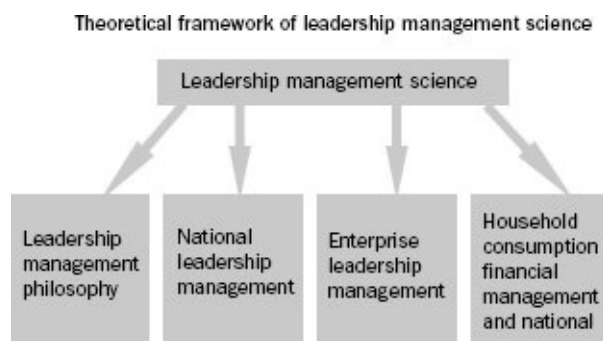 Theoretical framework of leadership management science
Leadership management science
Leadership
management
philosophy
National
leadership
management
Enterprise
leadership
management
Household
consumption
financial
management
and national